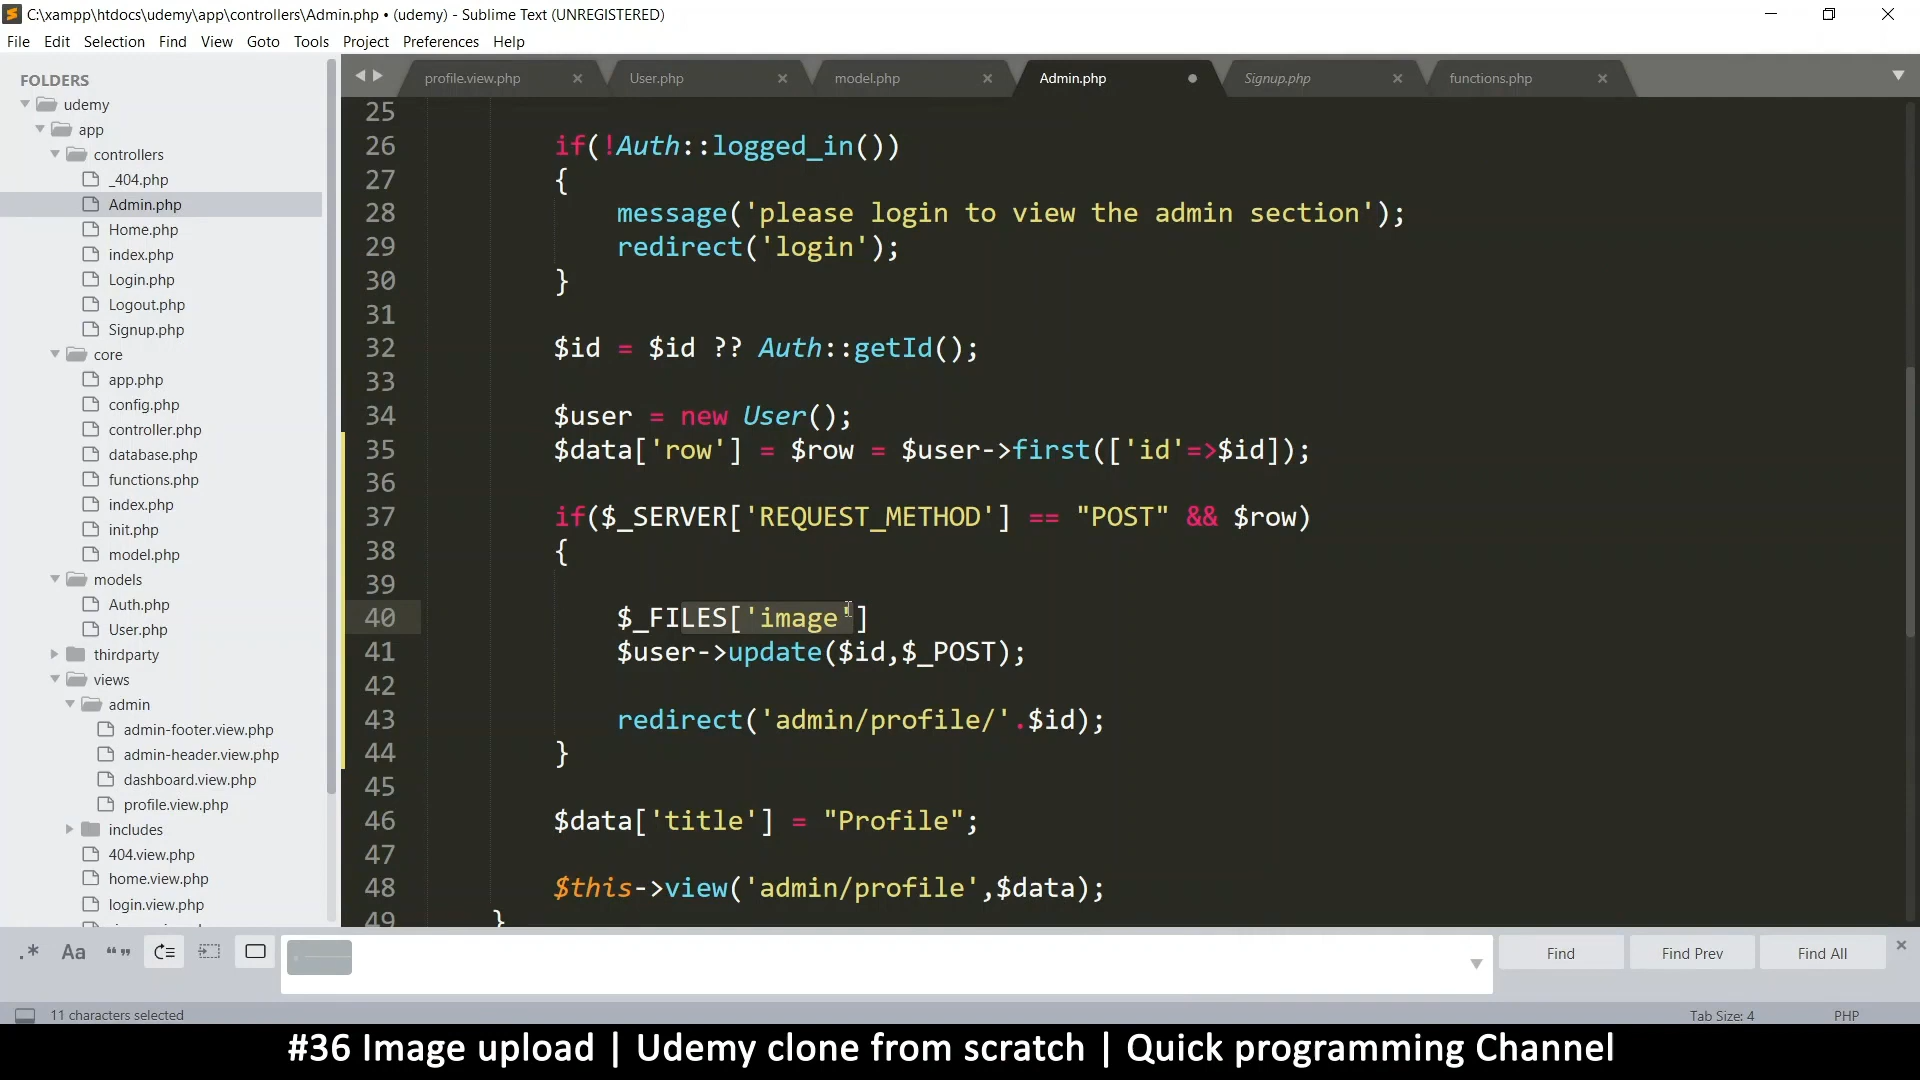 C:\xampp\htdocs\udemy\app\controllers\Admin.php • (udemy) - Sublime Text (UNREGISTERED)
File Edit Selection Find View Goto Tools Project Preferences Help
FOLDERS
udemy
app
controllers
_404.php
Admin.php
Home.php
index.php
Login.php
Logout.php
Signup.php
core
app.php
config.php
controller.php
database.php
functions.php
index.php
init.php
model.php
models
Auth.php
User.php
thirdparty
views
admin
admin-footer.view.php
admin-header.view.php
dashboard.view.php
profile.view.php
includes
404.view.php
home.view.php
login.view.php
profile.view.php User.php model.php Admin.php Signup.php functions.php
25
26 if(!Auth::logged_in())
27 {
28 message('please login to view the admin section');
29 redirect('login');
30 }
31
32 $id = $id ?? Auth::getId();
33
34 $user = new User();
35 $data['row'] = $row = $user->first(['id'=>$id]);
36
37 if($_SERVER['REQUEST_METHOD'] == "POST" && $row)
38 {
39
40 $_FILES['image']
41 $user->update($id,$_POST);
42
43 redirect('admin/profile/'.$id);
44 }
45
46 $data['title'] = "Profile";
47
48 $this->view('admin/profile',$data);
49 }
.* Aa “ ” Find Find Prev Find All
11 characters selected Tab Size: 4 PHP
#36 Image upload | Udemy clone from scratch | Quick programming Channel